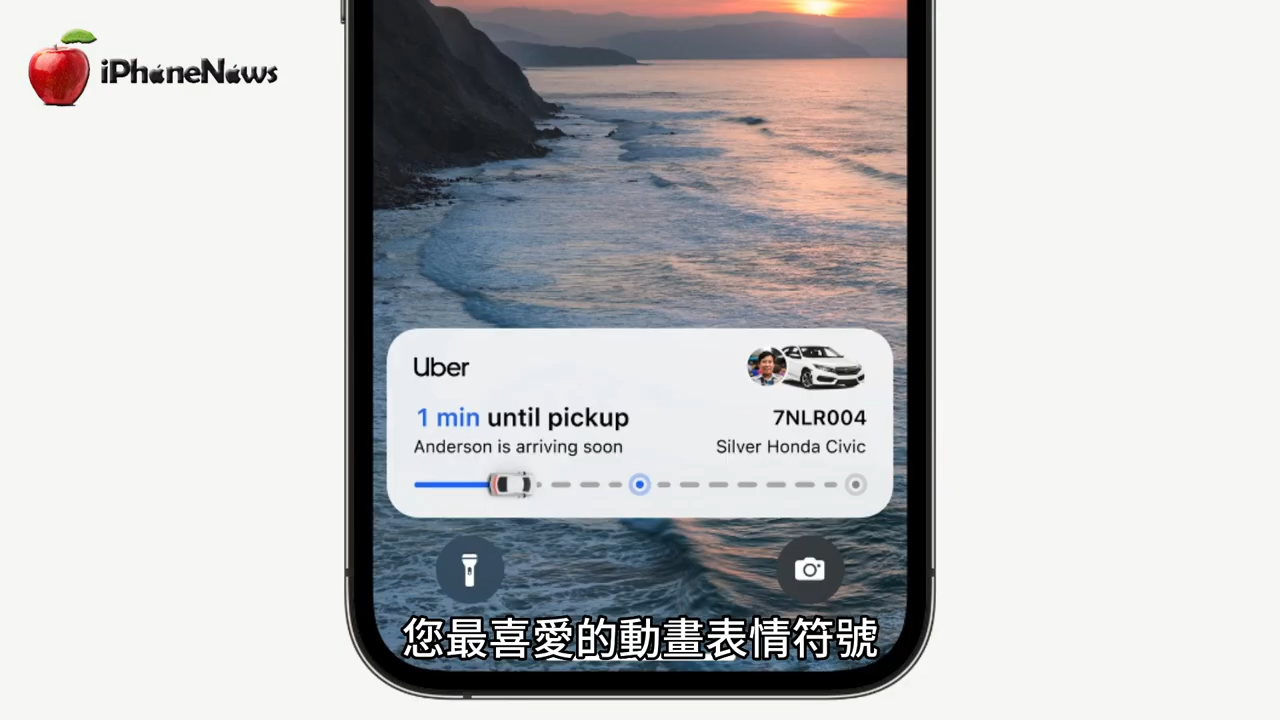 iPhoneNews
Uber
1 min until pickup
7NLR004
Anderson is arriving soon
Silver Honda Civic
您最喜愛的動畫表情符號